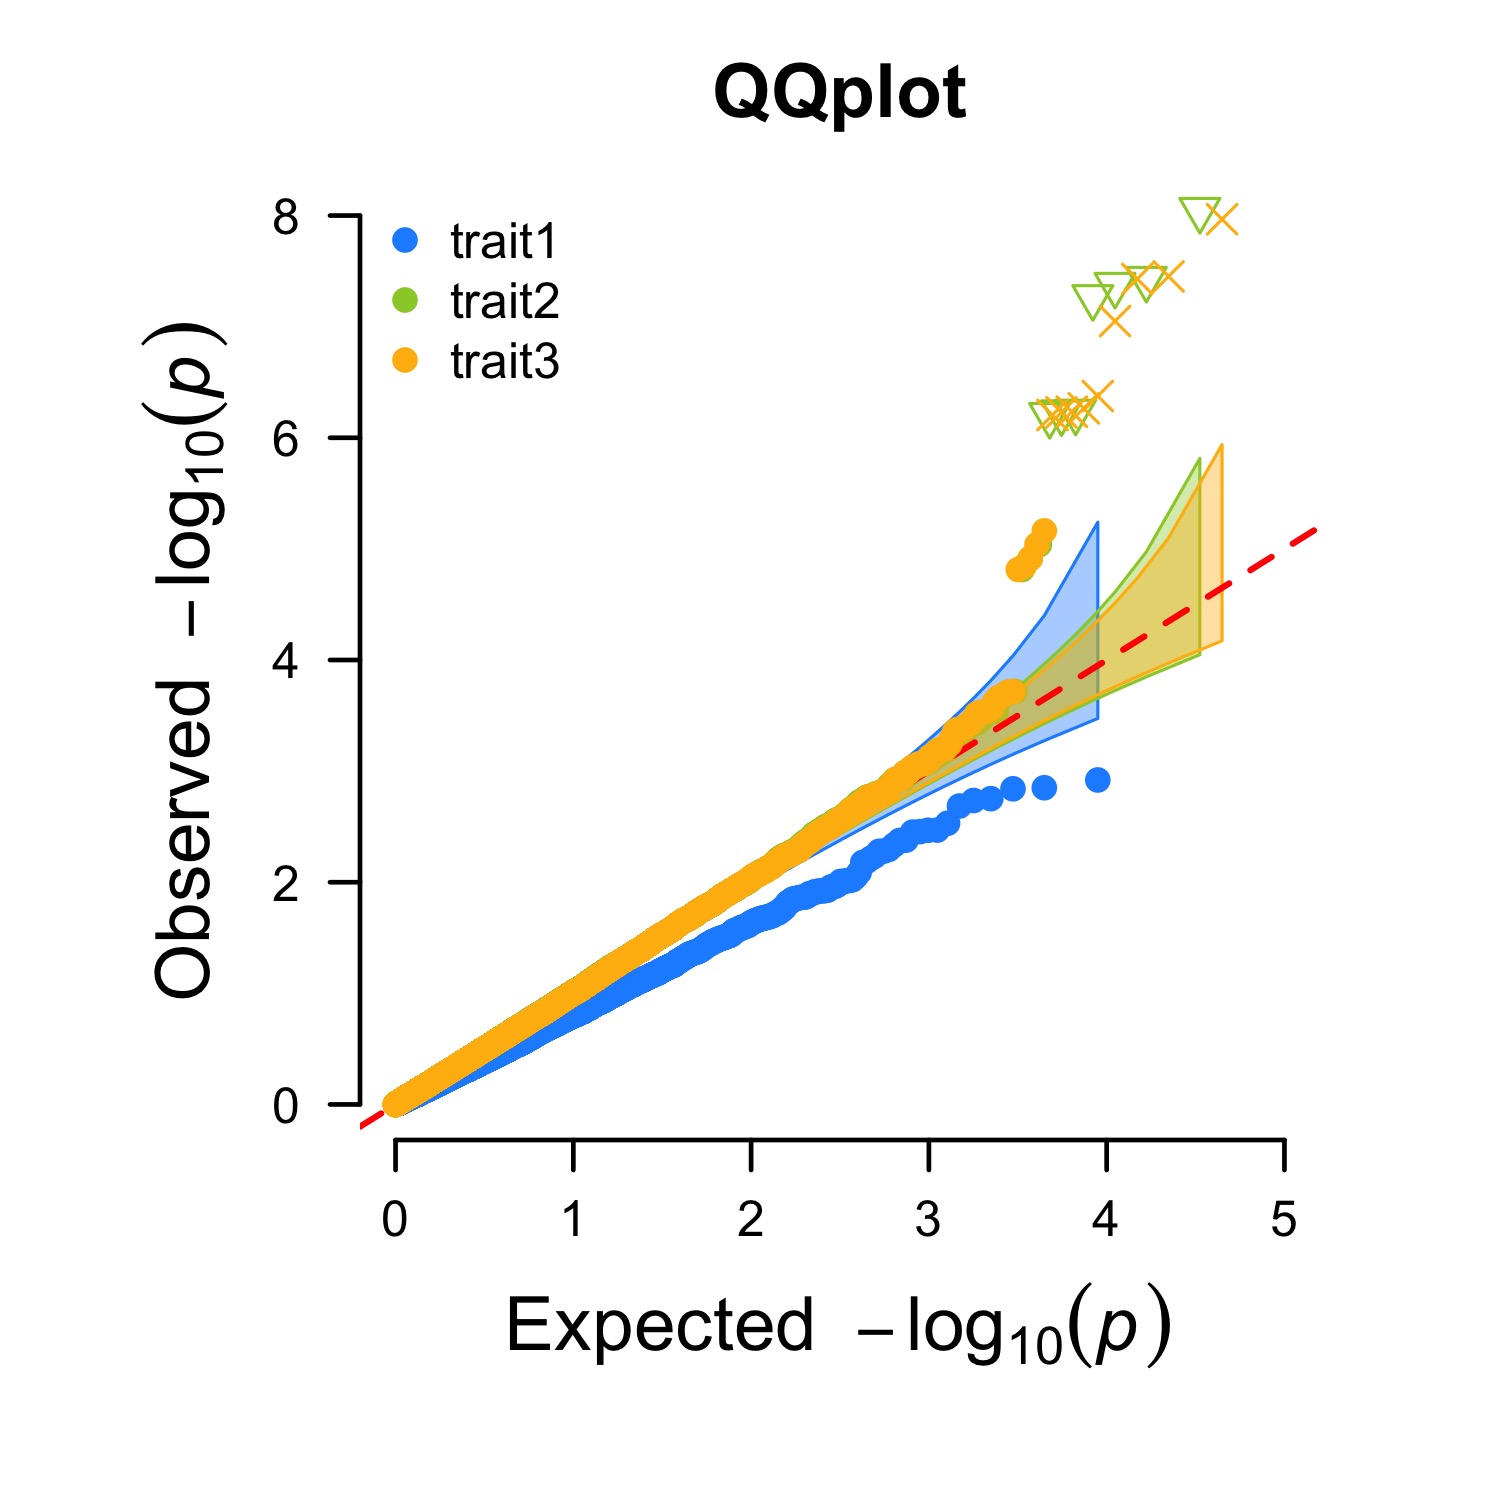 QQplot
8
6
4
2
0
Observed −log₁₀(p)
trait1
trait2
trait3
0 1 2 3 4 5
Expected −log₁₀(p)